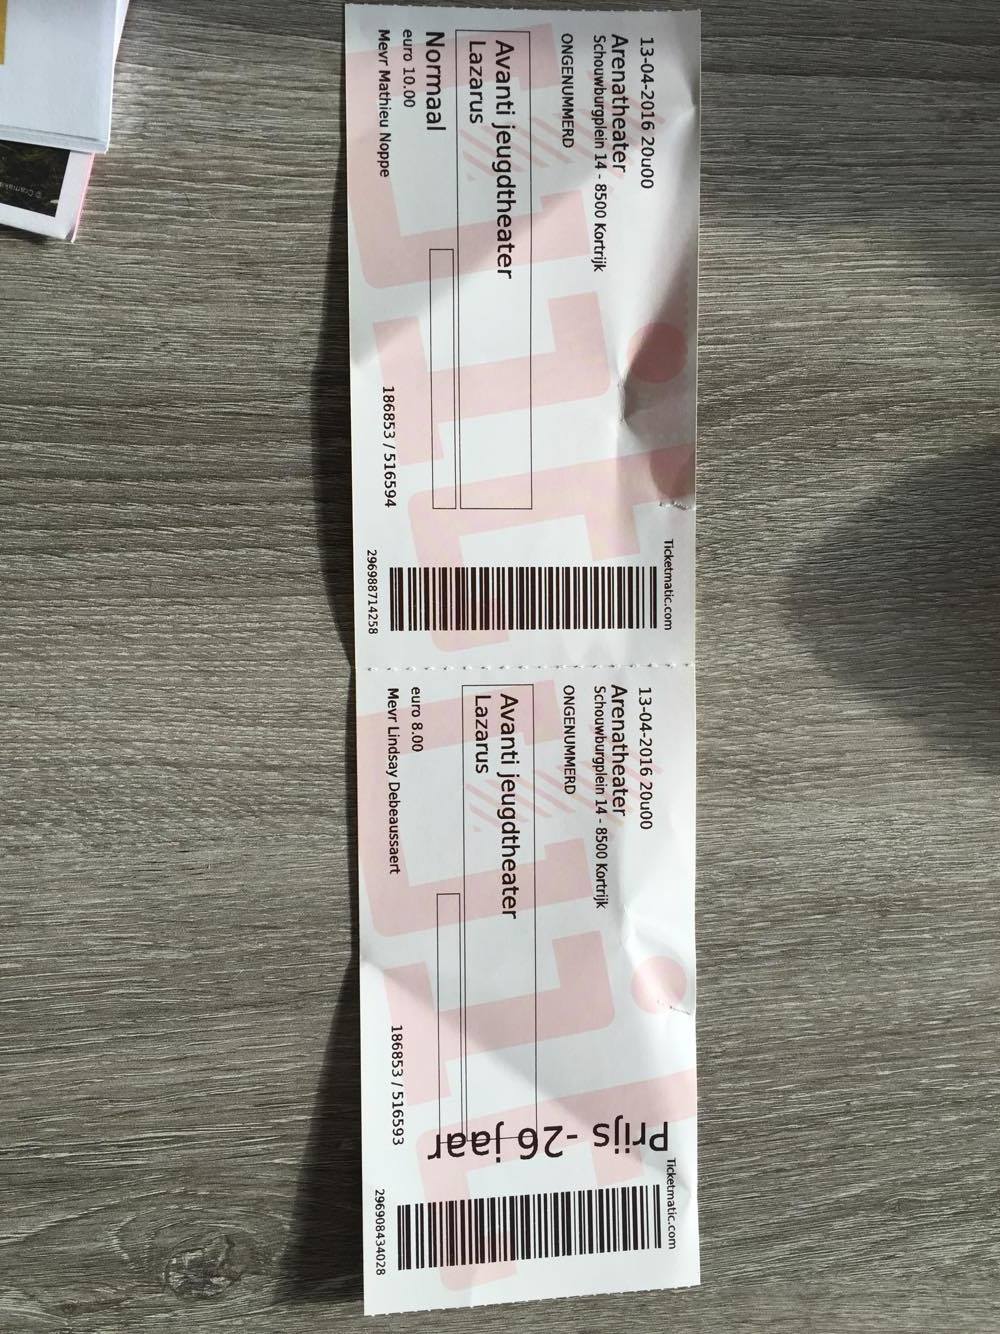 13-04-2016 20u00
Arenatheater
Schouwburgplein 14 - 8500 Kortrijk
ONGENUMMERD
Avanti jeugdtheater
Lazarus
Normaal
euro 10.00
Mevr Mathieu Noppe
186853 / 516594
Ticketmatic.com
296988714258
13-04-2016 20u00
Arenatheater
Schouwburgplein 14 - 8500 Kortrijk
ONGENUMMERD
Avanti jeugdtheater
Lazarus
euro 8.00
Mevr Lindsay Debeaussaert
186853 / 516593
Prijs -26 jaar
Ticketmatic.com
296908434028